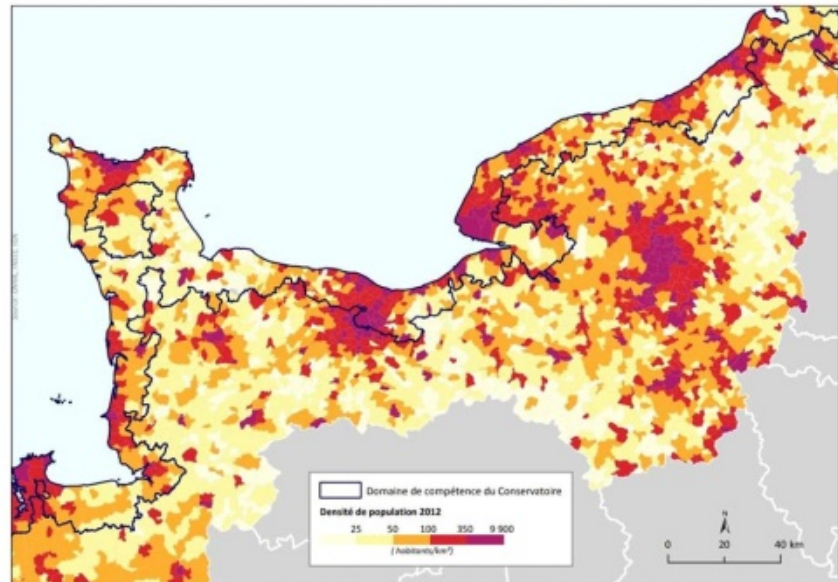 Domaine de compétence du Conservatoire
Densité de population 2012
25 50 100 350 9 900
( habitants/km²)
N
0 20 40 km